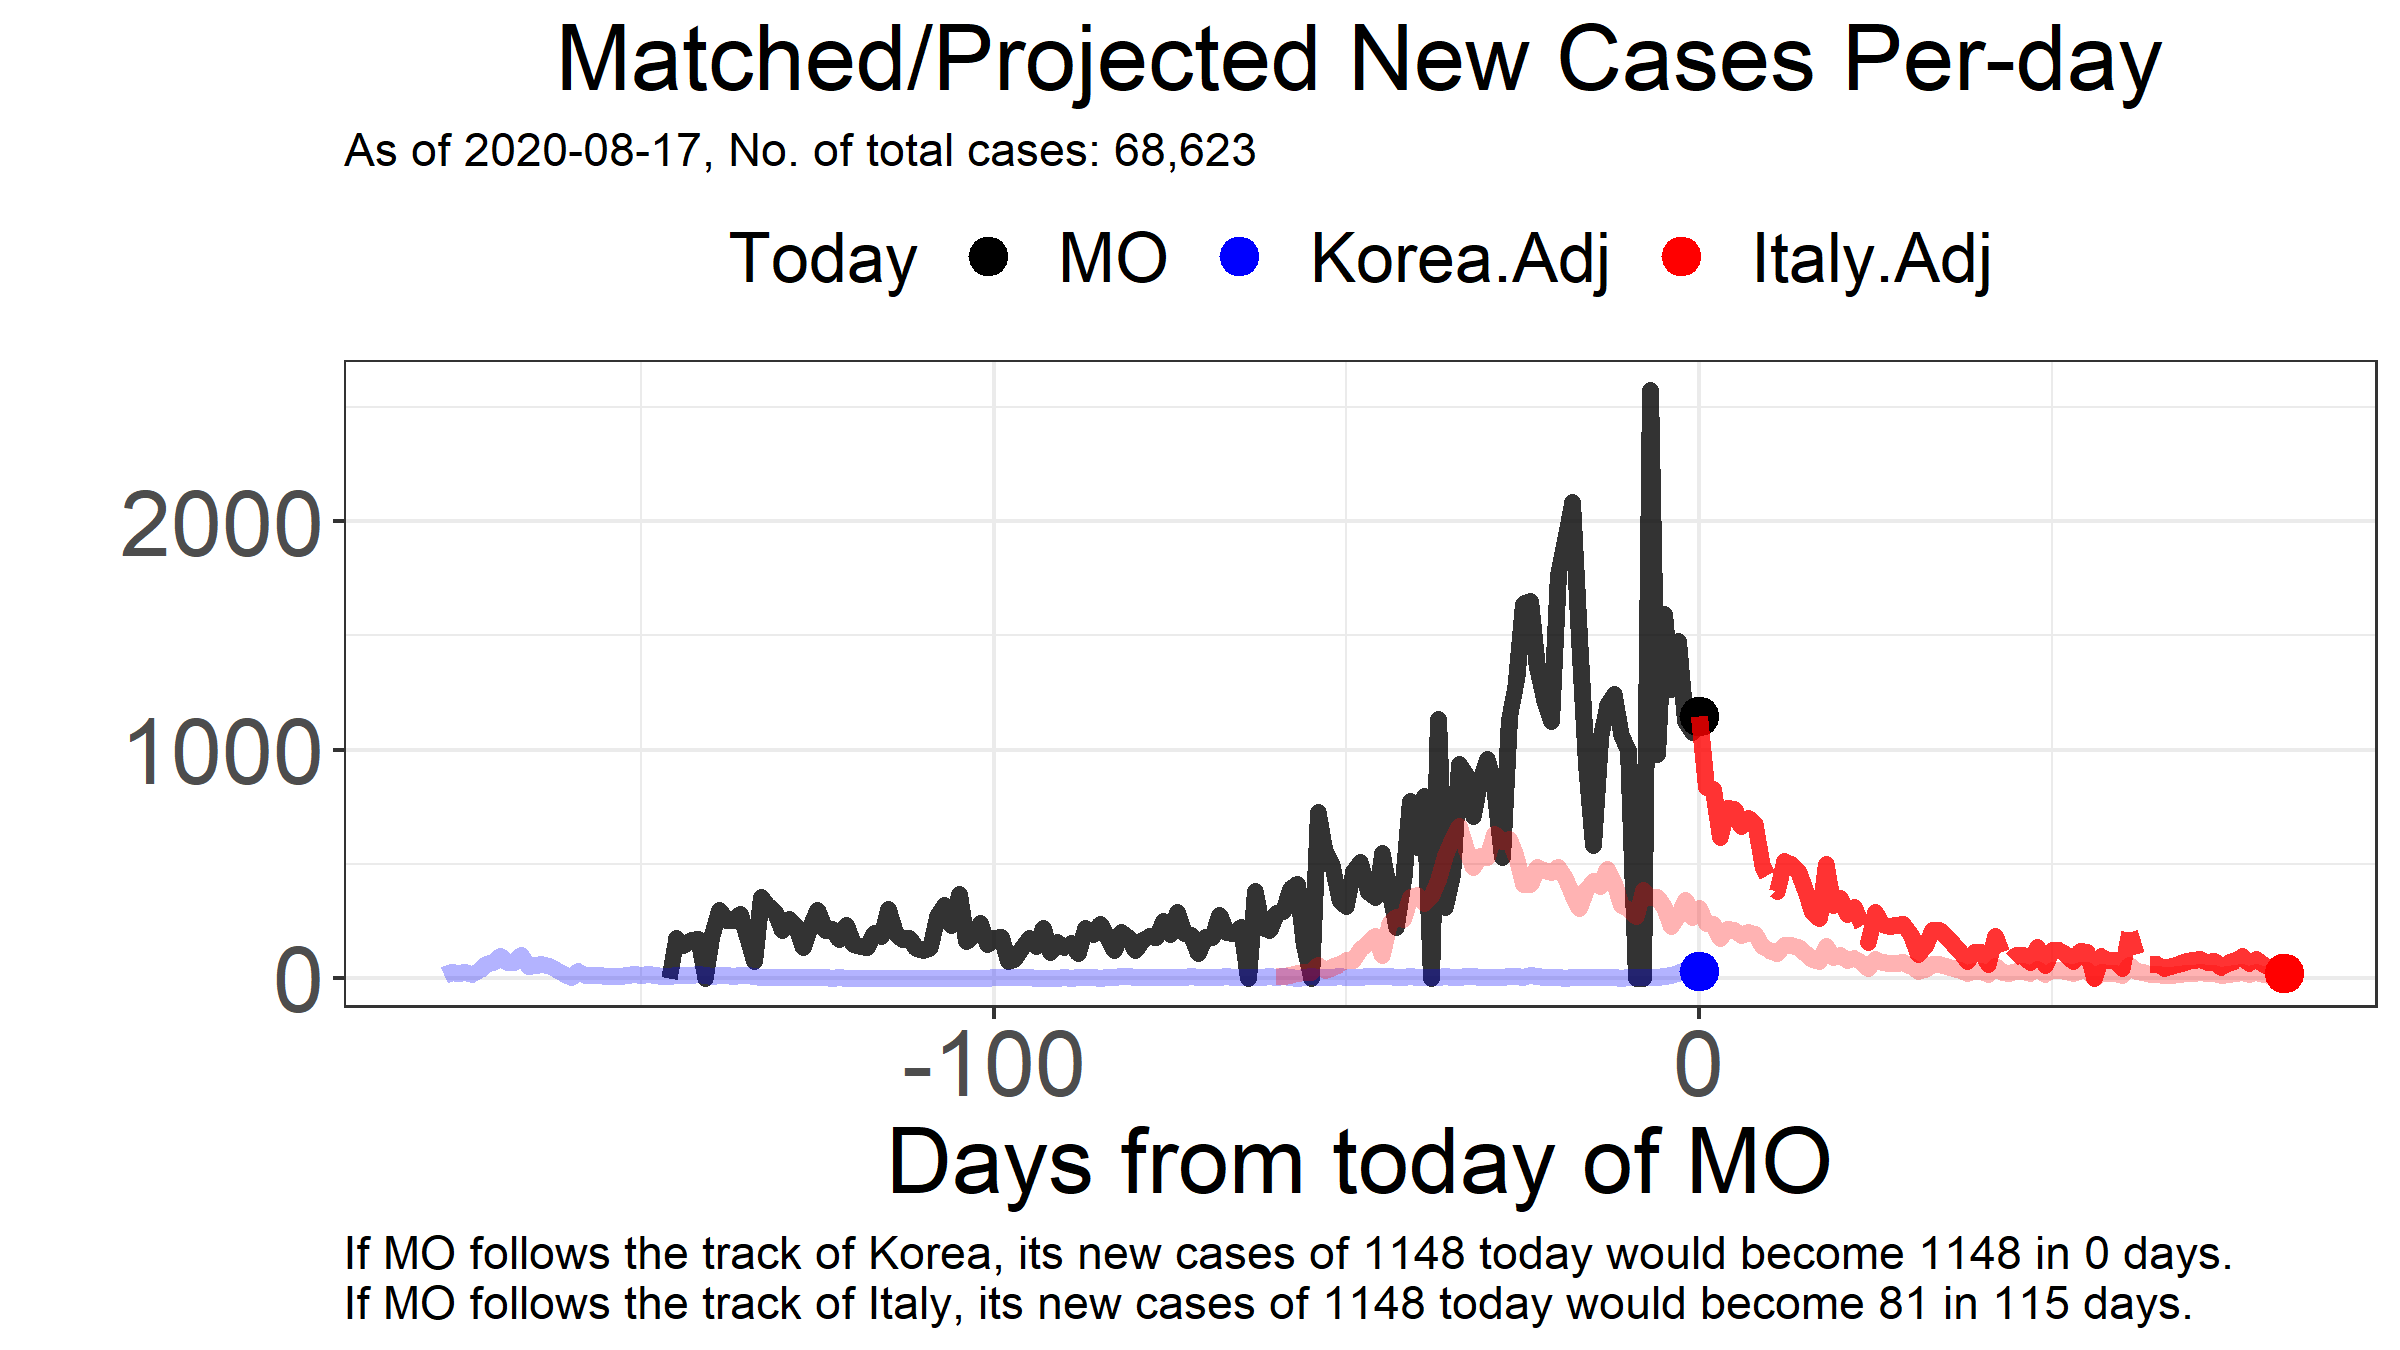 Matched/Projected New Cases Per-day
As of 2020-08-17, No. of total cases: 68,623
Today MO Korea.Adj Italy.Adj
2000
1000
0
-100 0
Days from today of MO
If MO follows the track of Korea, its new cases of 1148 today would become 1148 in 0 days.
If MO follows the track of Italy, its new cases of 1148 today would become 81 in 115 days.